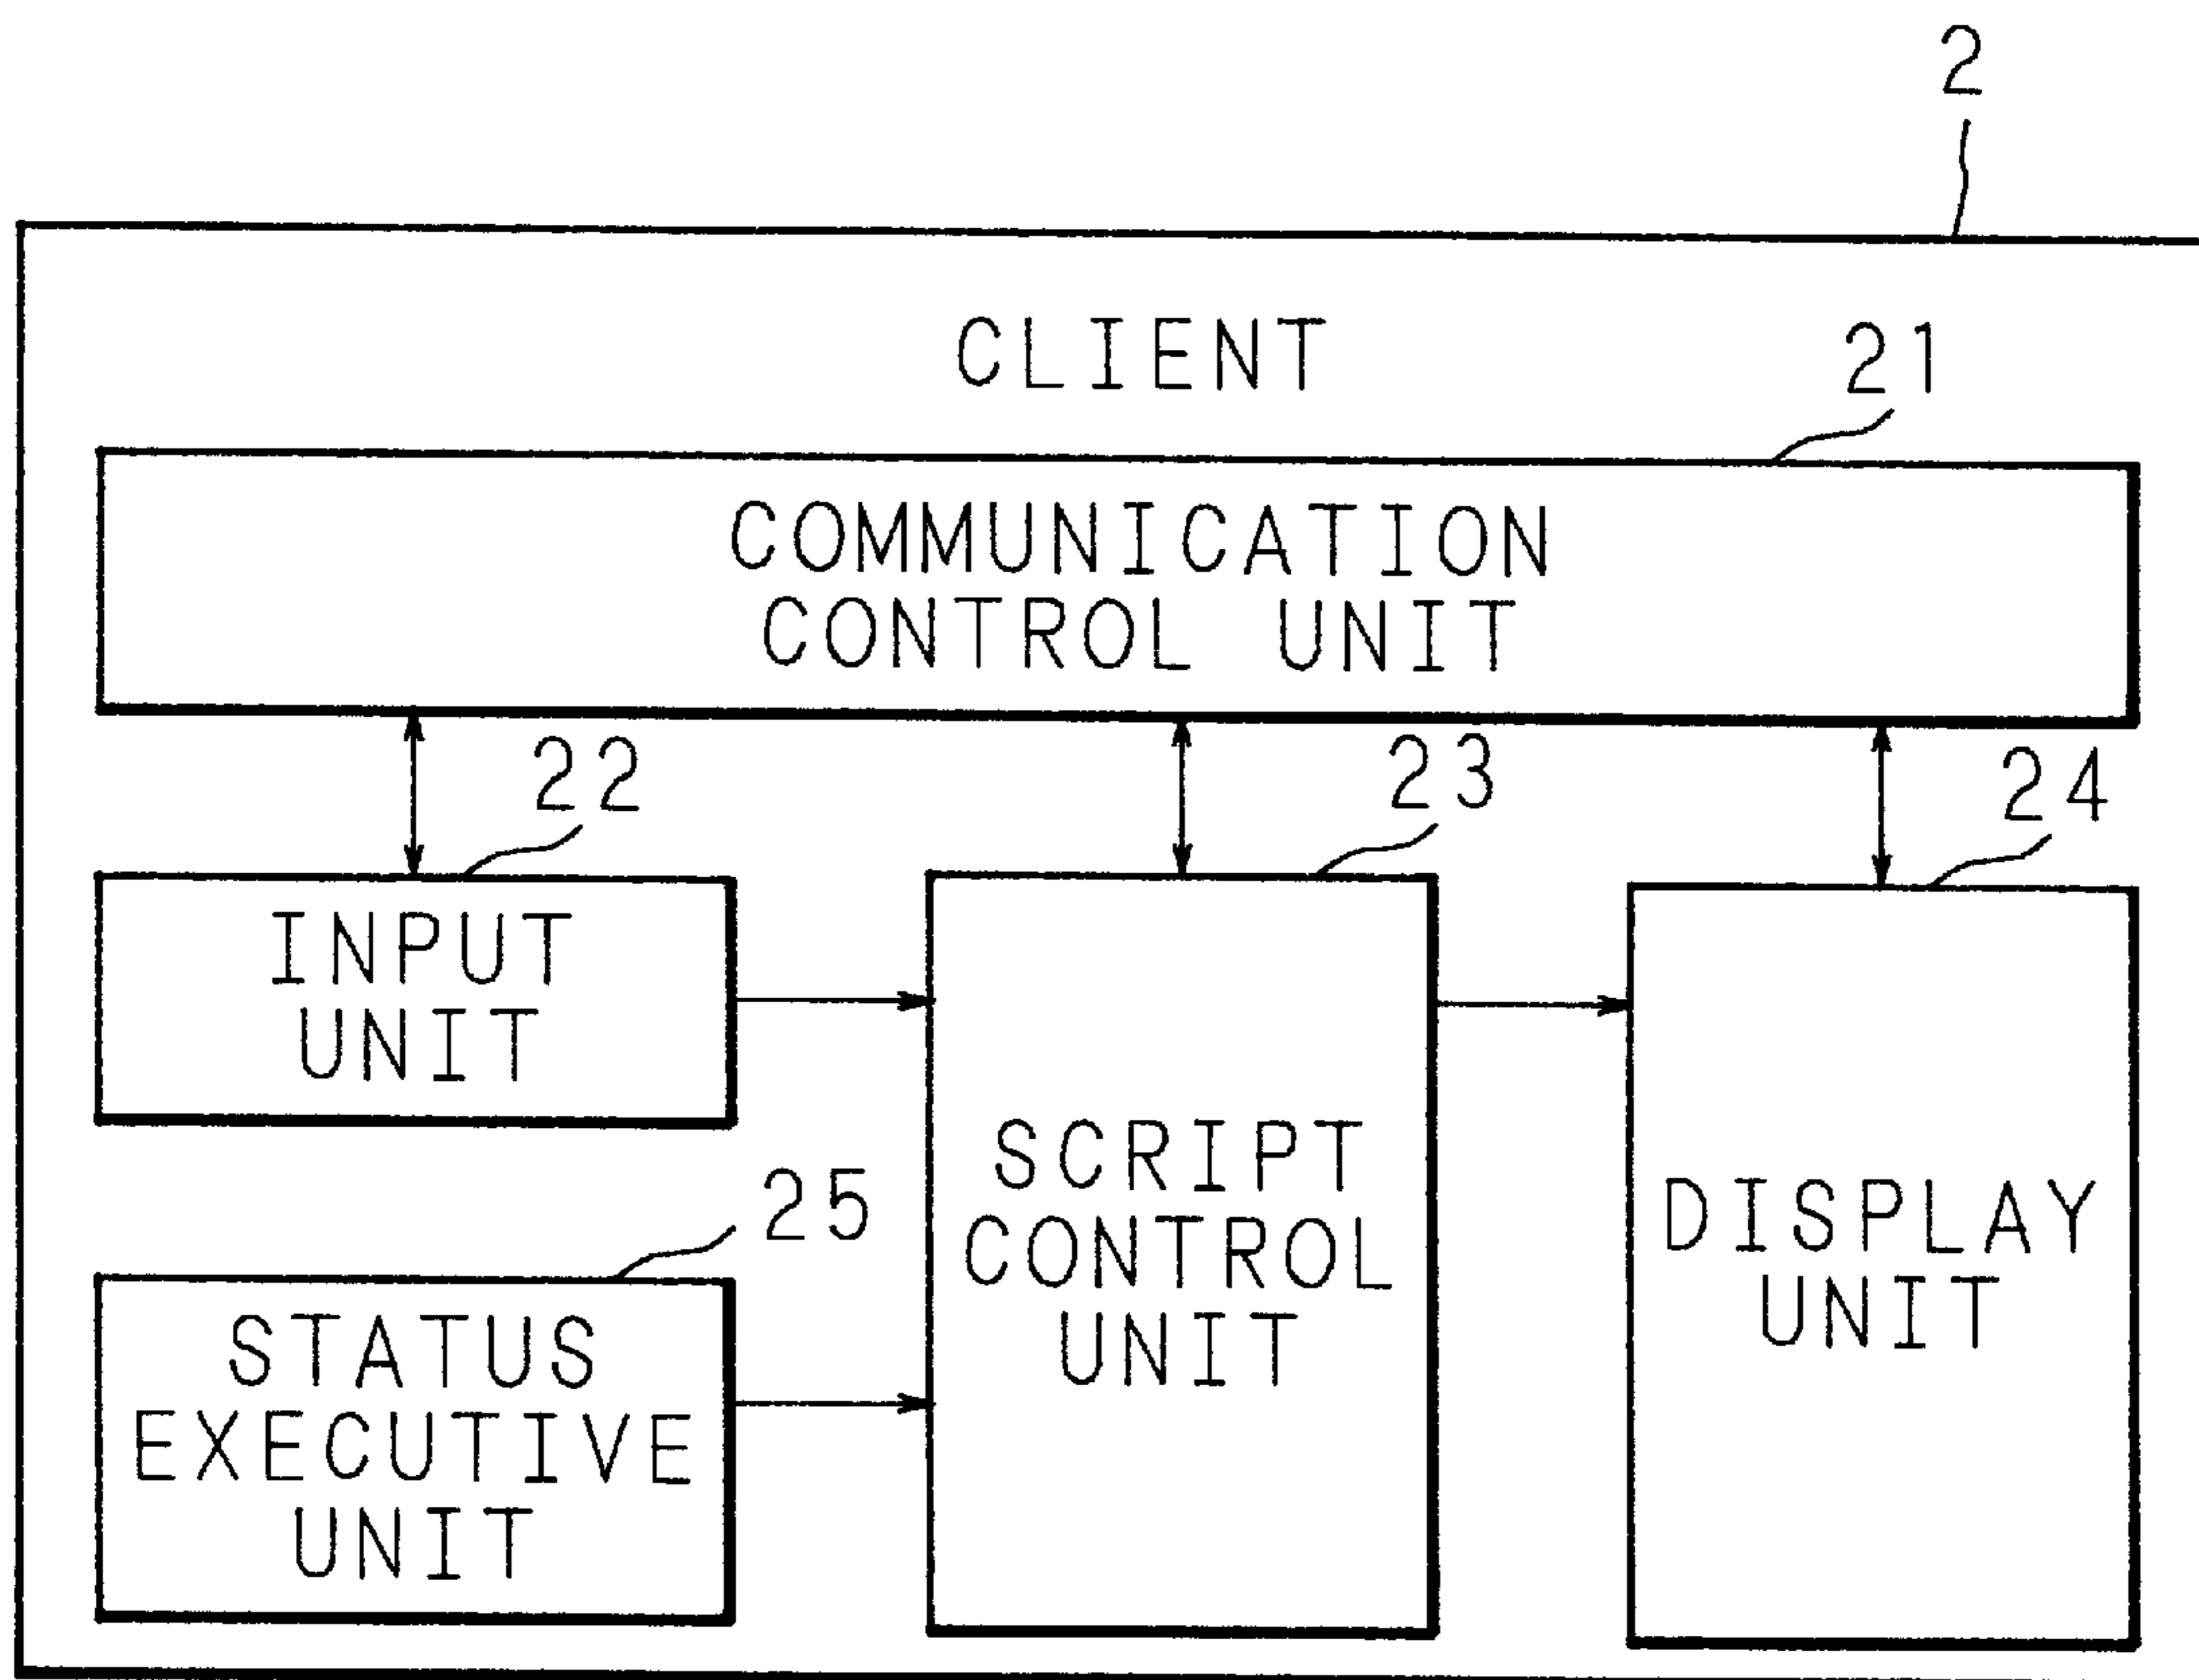 2
CLIENT
21
COMMUNICATION
CONTROL UNIT
22
23
24
INPUT
UNIT
SCRIPT
CONTROL
UNIT
DISPLAY
UNIT
25
STATUS
EXECUTIVE
UNIT